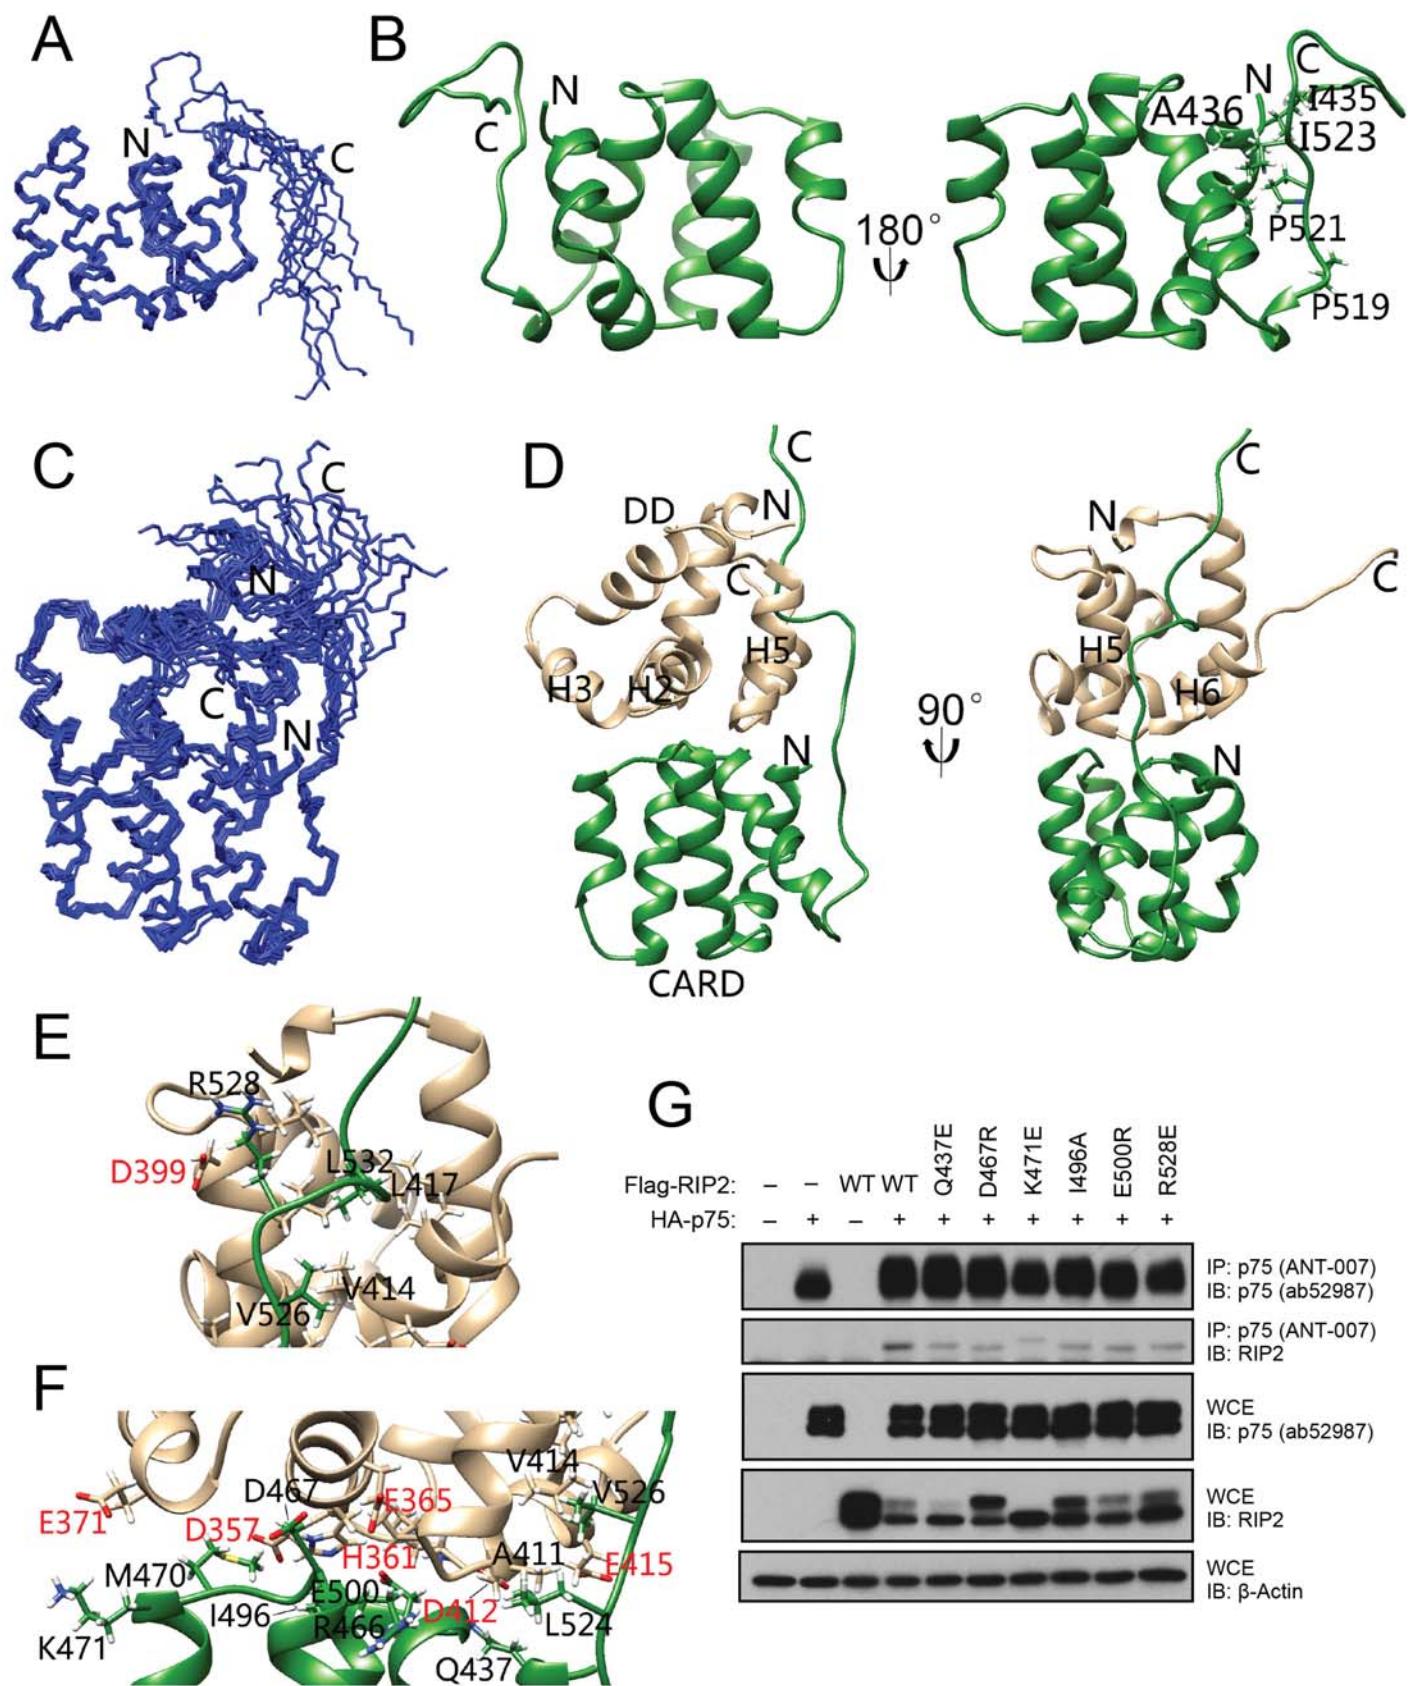 A
N
C
B
N
C
180°
A436
N
C
I435
I523
P521
P519
C
C
N
C
N
D
C
DD
N
C
H5
H3
H2
N
CARD
90°
C
N
C
H5
H6
N
E
R528
D399
L532
L417
V414
V526
F
V414
D467
E365
V526
E371
D357
H361
A411
E415
M470
E500
I496
R466
D412
L524
K471
Q437
G
Flag-RIP2: – – WT WT Q437E D467R K471E I496A E500R R528E
HA-p75: – + – + + + + + + +
IP: p75 (ANT-007)
IB: p75 (ab52987)
IP: p75 (ANT-007)
IB: RIP2
WCE
IB: p75 (ab52987)
WCE
IB: RIP2
WCE
IB: β-Actin